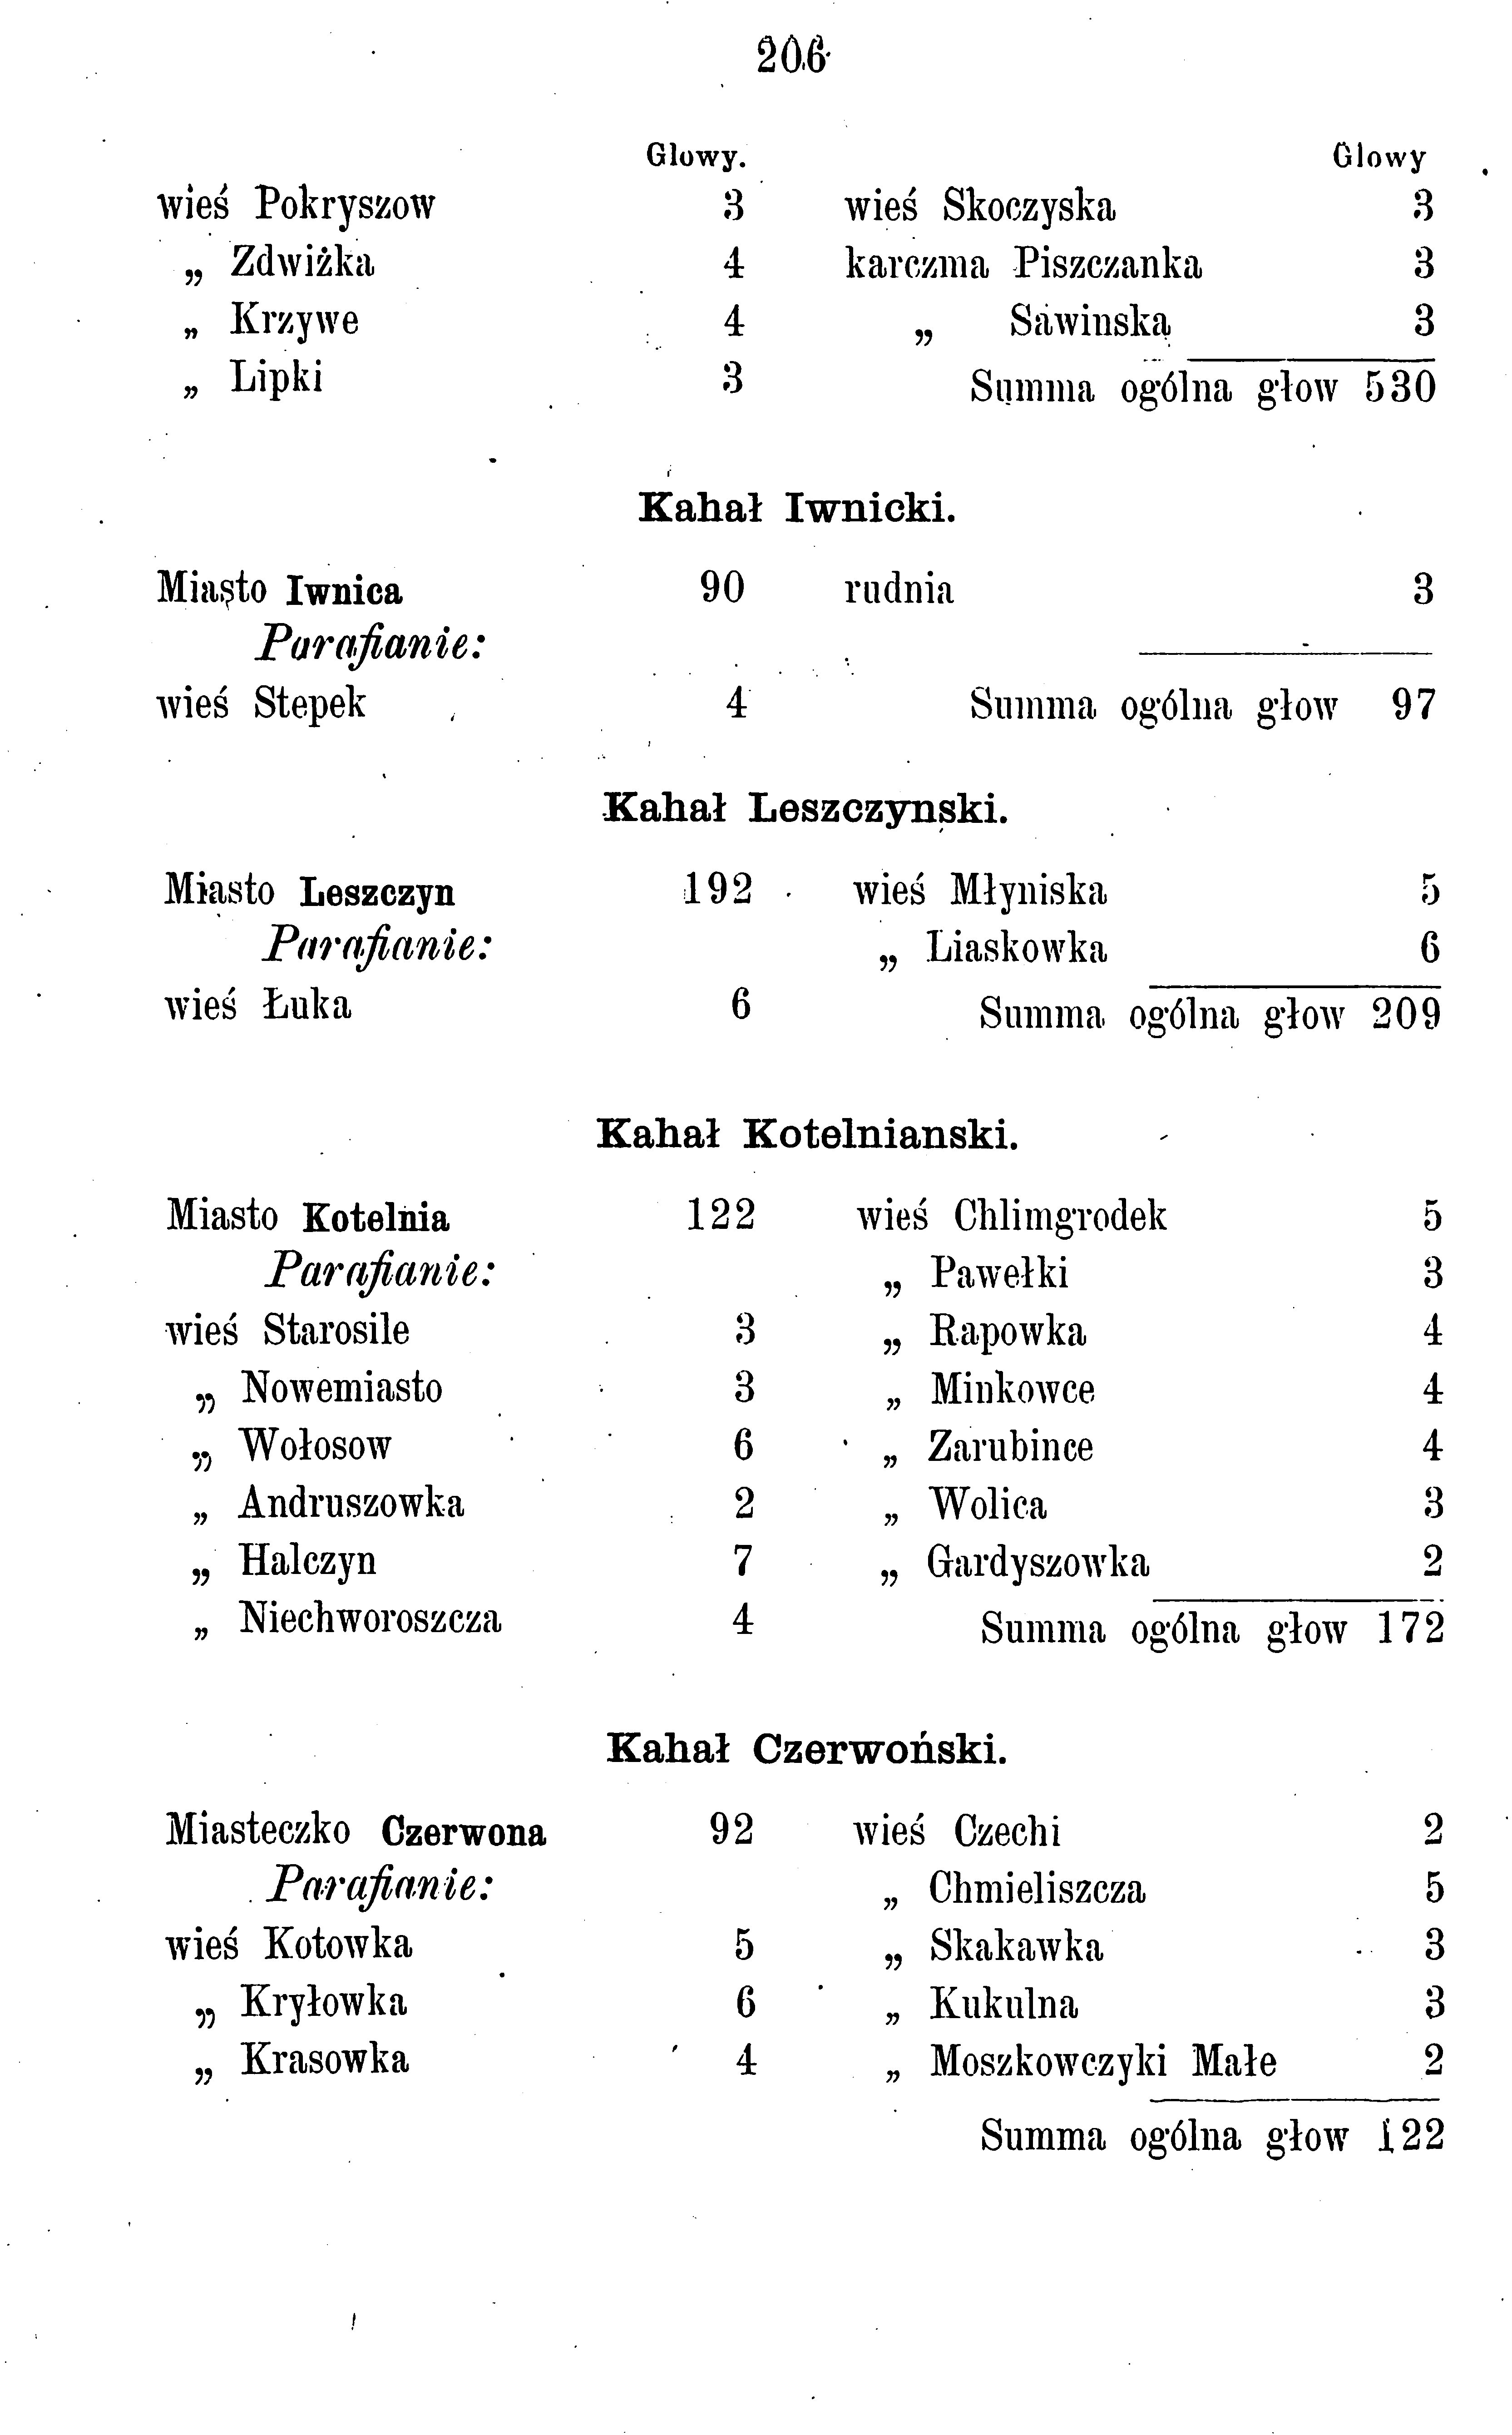 206
Glowy.
wieś Pokryszow 3
„ Zdwiżka 4
„ Krzywe 4
„ Lipki 3
Glowy
wieś Skoczyska 3
karczma Piszczanka 3
„ Sawinska 3
Summa ogólna głow 530
Kahał Iwnicki.
Miasto Iwnica 90
Parafianie:
wieś Stepek 4
rudnia 3
Summa ogólna głow 97
Kahał Leszczynski.
Miasto Leszczyn 192
Parafianie:
wieś Łuka 6
wieś Młyniska 5
„ Liaskowka 6
Summa ogólna głow 209
Kahał Kotelnianski.
Miasto Kotelnia 122
Parafianie:
wieś Starosile 3
„ Nowemiasto 3
„ Wołosow 6
„ Andruszowka 2
„ Halczyn 7
„ Niechworoszcza 4
wieś Chlimgrodek 5
„ Pawełki 3
„ Rapowka 4
„ Minkowce 4
„ Zarubince 4
„ Wolica 3
„ Gardyszowka 2
Summa ogólna głow 172
Kahał Czerwoński.
Miasteczko Czerwona 92
Parafianie:
wieś Kotowka 5
„ Kryłowka 6
„ Krasowka 4
wieś Czechi 2
„ Chmieliszcza 5
„ Skakawka 3
„ Kukulna 3
„ Moszkowczyki Małe 2
Summa ogólna głow 122